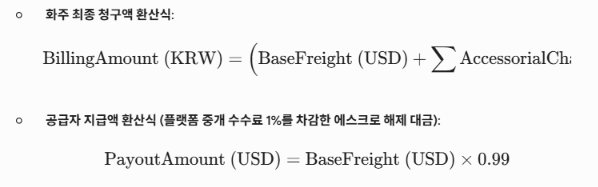 화주 최종 청구액 환산식:
BillingAmount (KRW) = (BaseFreight (USD) + ∑
공급자 지급액 환산식 (플랫폼 중개 수수료 1%를 차감한 에스크로 해제 대금):
PayoutAmount (USD) = BaseFreight (USD) × 0.99